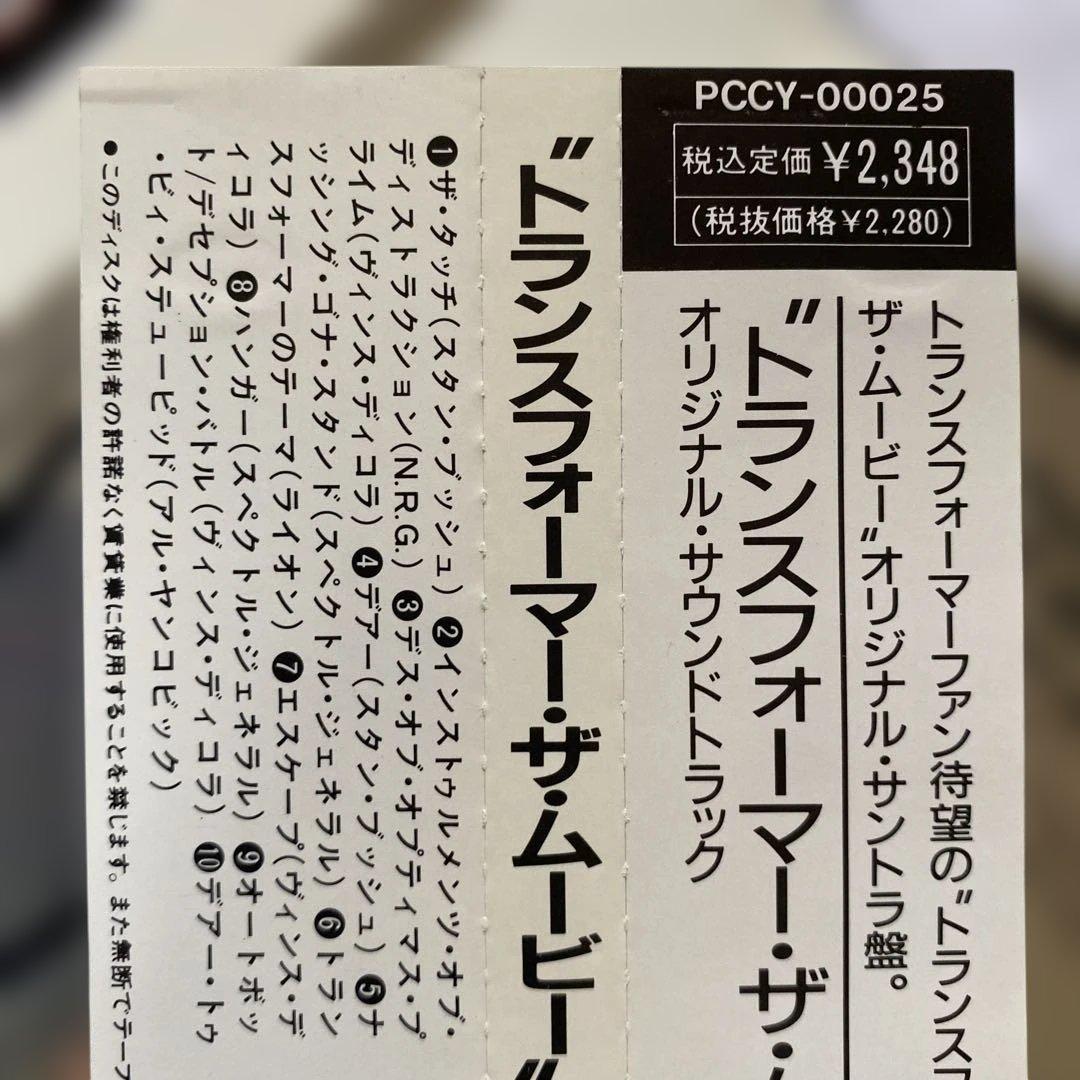 PCCY-00025
税込定価 ¥2,348
(税抜価格¥2,280)
トランスフォーマーファン待望の"トランスフ
ザ・ムービー"オリジナル・サントラ盤。
"トランスフォーマー・ザ・
オリジナル・サウンドトラック
"トランスフォーマー・ザ・ムービー"
❶ザ・タッチ(スタン・ブッシュ) ❷インストゥルメンツ・オブ・
ディストラクション(N.R.G.) ❸デス・オブ・オプティマス・プ
ライム(ヴィンス・ディコラ) ❹デアー(スタン・ブッシュ) ❺ナ
ッシング・ゴナ・スタンド(スペクトル・ジェネラル) ❻トラン
スフォーマーのテーマ(ライオン) ❼エスケープ(ヴィンス・デ
ィコラ) ❽ハンガー(スペクトル・ジェネラル) ❾オートボッ
ト/デセプション・バトル(ヴィンス・ディコラ) ❿デアー・トゥ
・ビィ・ステューピッド(アル・ヤンコビック)
●このディスクは権利者の許諾なく賃貸業に使用することを禁じます。また無断でテープ